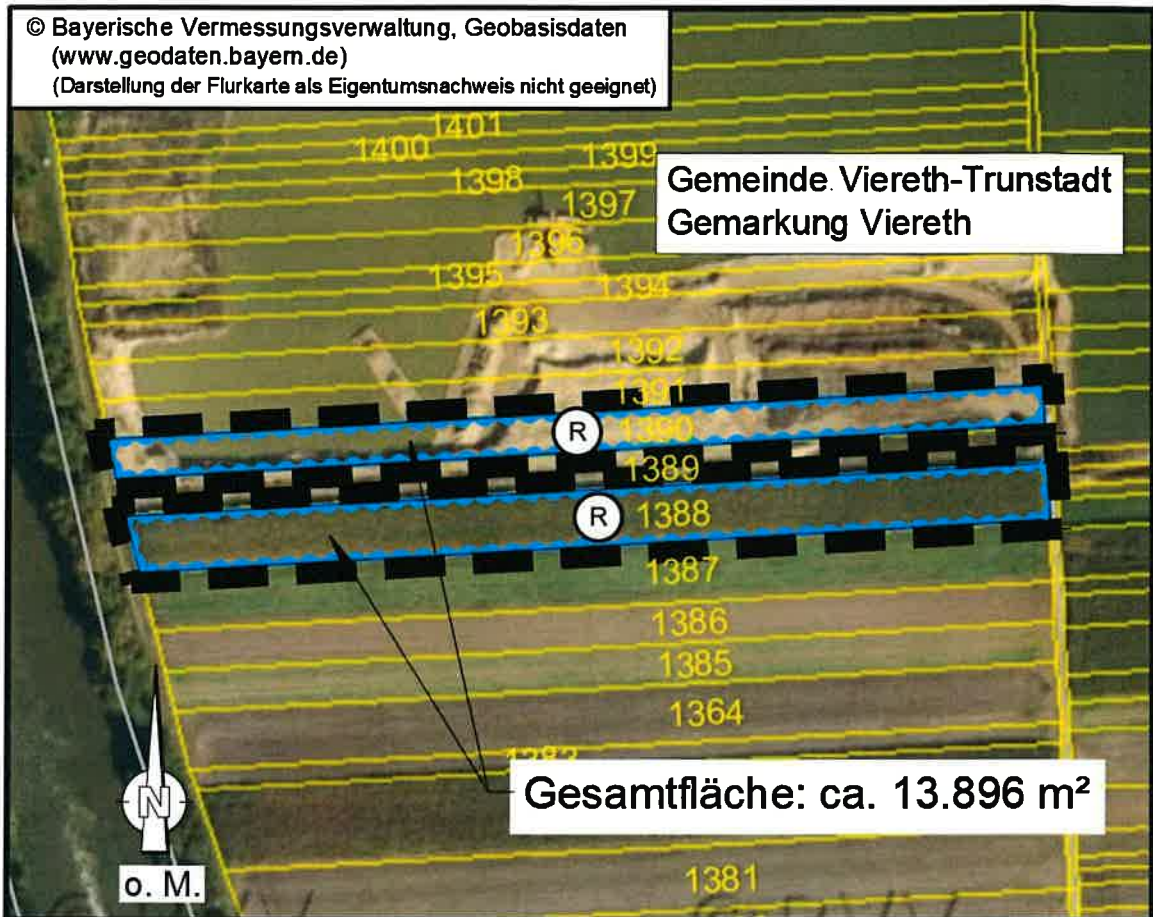 © Bayerische Vermessungsverwaltung, Geobasisdaten
(www.geodaten.bayern.de)
(Darstellung der Flurkarte als Eigentumsnachweis nicht geeignet)
1401
1400
1399
Gemeinde Viereth-Trunstadt
Gemarkung Viereth
1398
1397
1396
1395
1394
1393
1392
1391
R
1390
1389
R
1388
1387
1386
1385
1364
Gesamtfläche: ca. 13.896 m²
N
o. M.
1381